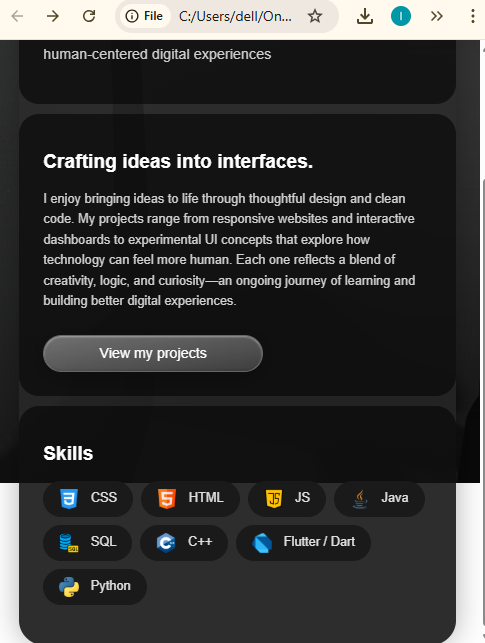 File
C:/Users/dell/On...
I
human-centered digital experiences
Crafting ideas into interfaces.
I enjoy bringing ideas to life through thoughtful design and clean
code. My projects range from responsive websites and interactive
dashboards to experimental UI concepts that explore how
technology can feel more human. Each one reflects a blend of
creativity, logic, and curiosity—an ongoing journey of learning and
building better digital experiences.
View my projects
Skills
CSS HTML JS Java
SQL C++ Flutter / Dart
Python